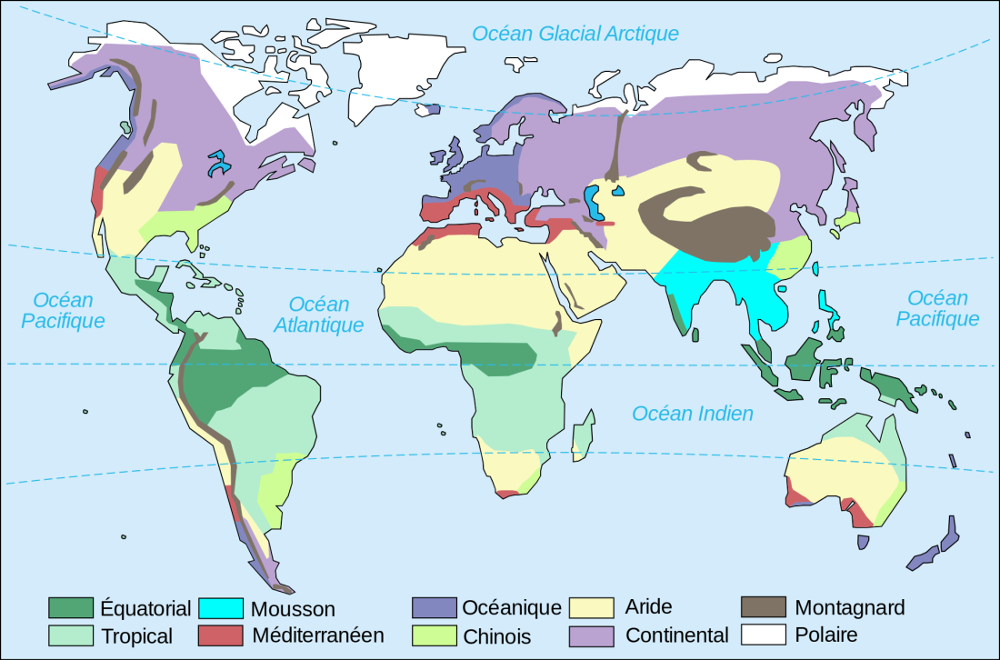 Océan Glacial Arctique
Océan
Pacifique
Océan
Atlantique
Océan
Pacifique
Océan Indien
Équatorial
Mousson
Océanique
Aride
Montagnard
Tropical
Méditerranéen
Chinois
Continental
Polaire